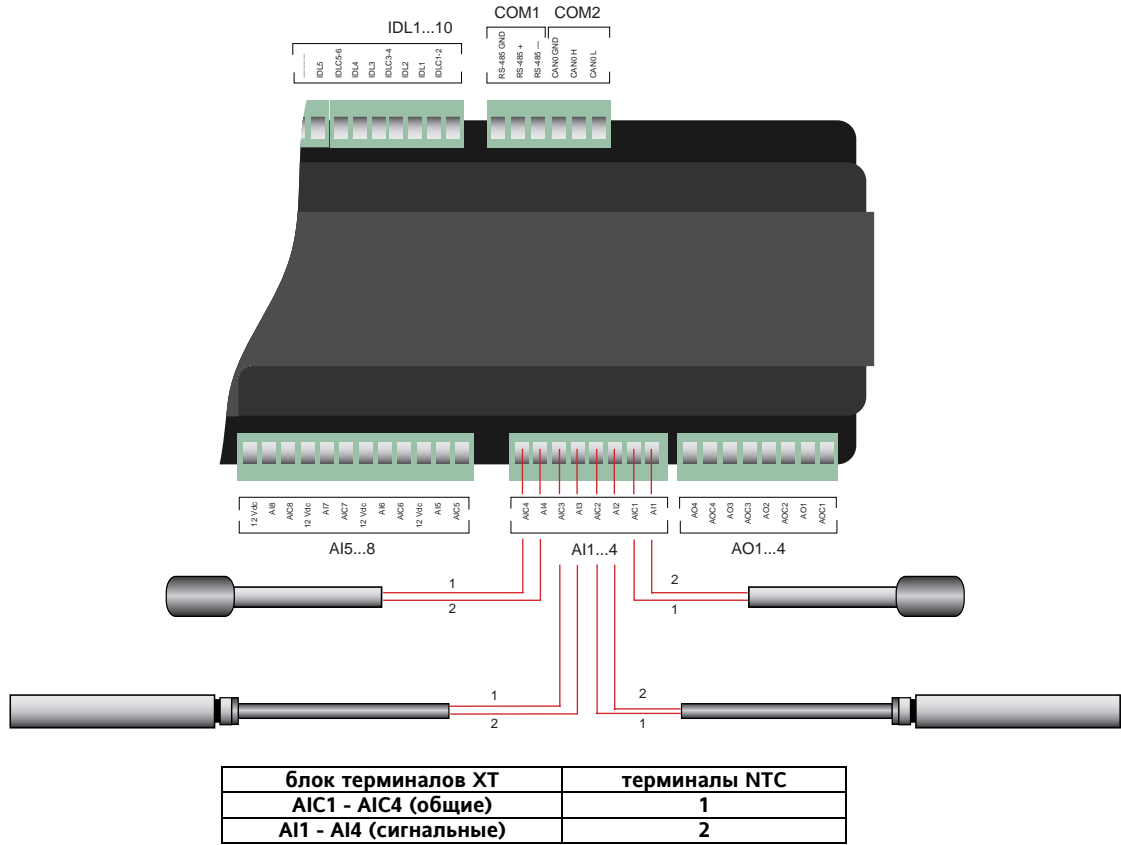 COM1 COM2
IDL1...10
--------- IDL5 IDLC5-6 IDL4 IDL3 IDLC3-4 IDL2 IDL1 IDLC1-2
RS-485 GND RS-485 + RS-485 — CAN0 GND CAN0 H CAN0 L
12 Vdc AI8 AIC8 12 Vdc AI7 AIC7 12 Vdc AI6 AIC6 12 Vdc AI5 AIC5
AIC4 AI4 AIC3 AI3 AIC2 AI2 AIC1 AI1
AO4 AOC4 AO3 AOC3 AO2 AOC2 AO1 AOC1
AI5...8 AI1...4 AO1...4
1 2
2 1
1 2
2 1
блок терминалов XT терминалы NTC
AIC1 - AIC4 (общие) 1
AI1 - AI4 (сигнальные) 2